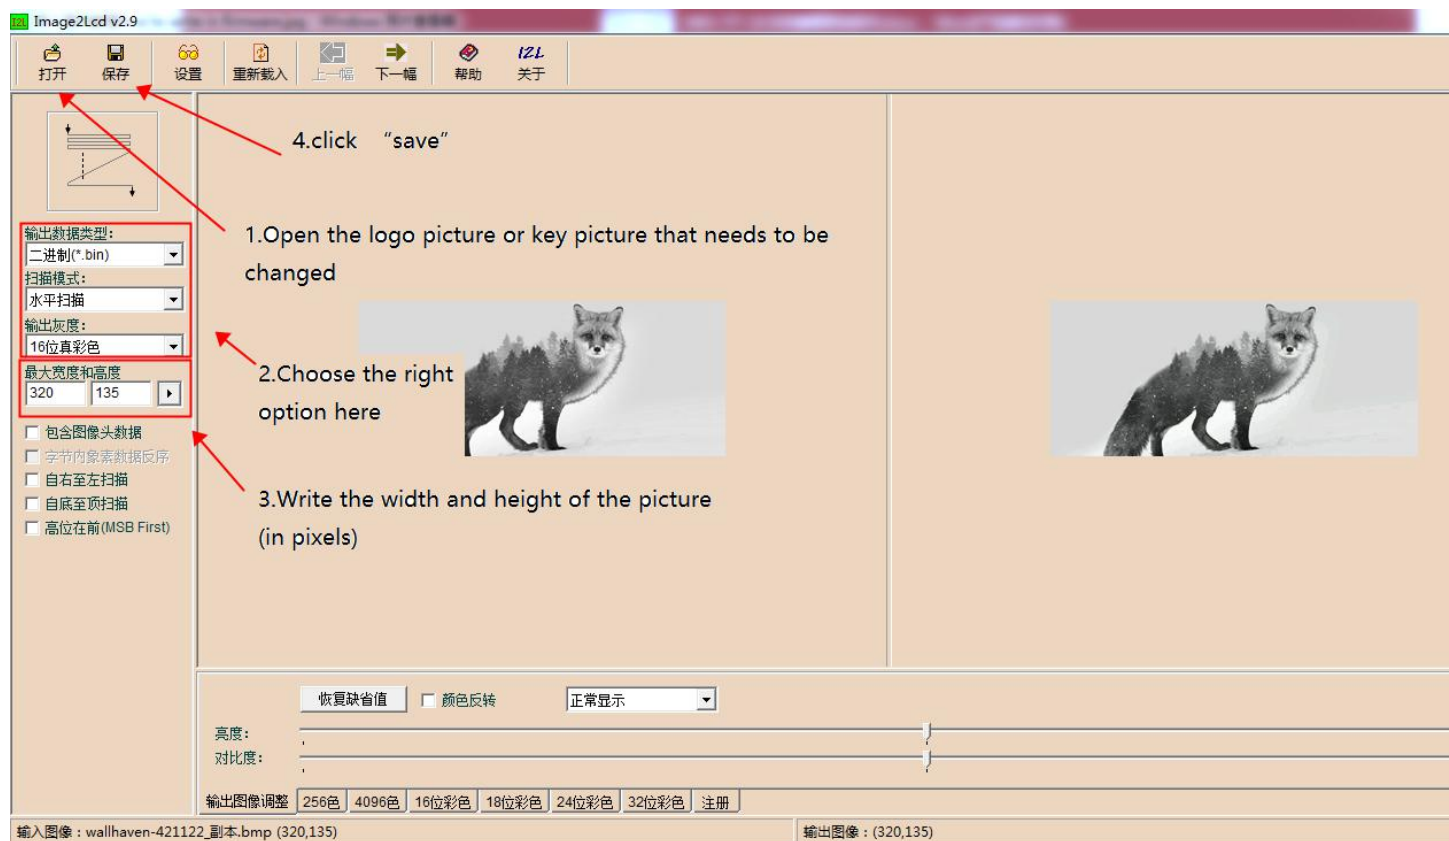 I2L Image2Lcd v2.9
打开 保存 设置 重新载入 上一幅 下一幅 帮助 I2L 关于
4.click “save”
1.Open the logo picture or key picture that needs to be
changed
输出数据类型:
二进制(*.bin)
扫描模式:
水平扫描
输出灰度:
16位真彩色
2.Choose the right
option here
最大宽度和高度
320 135
包含图像头数据
字节内象素数据反序
自右至左扫描
自底至顶扫描
高位在前(MSB First)
3.Write the width and height of the picture
(in pixels)
恢复缺省值 颜色反转 正常显示
亮度:
对比度:
输出图像调整 256色 4096色 16位彩色 18位彩色 24位彩色 32位彩色 注册
输入图像：wallhaven-421122_副本.bmp (320,135) 输出图像：(320,135)